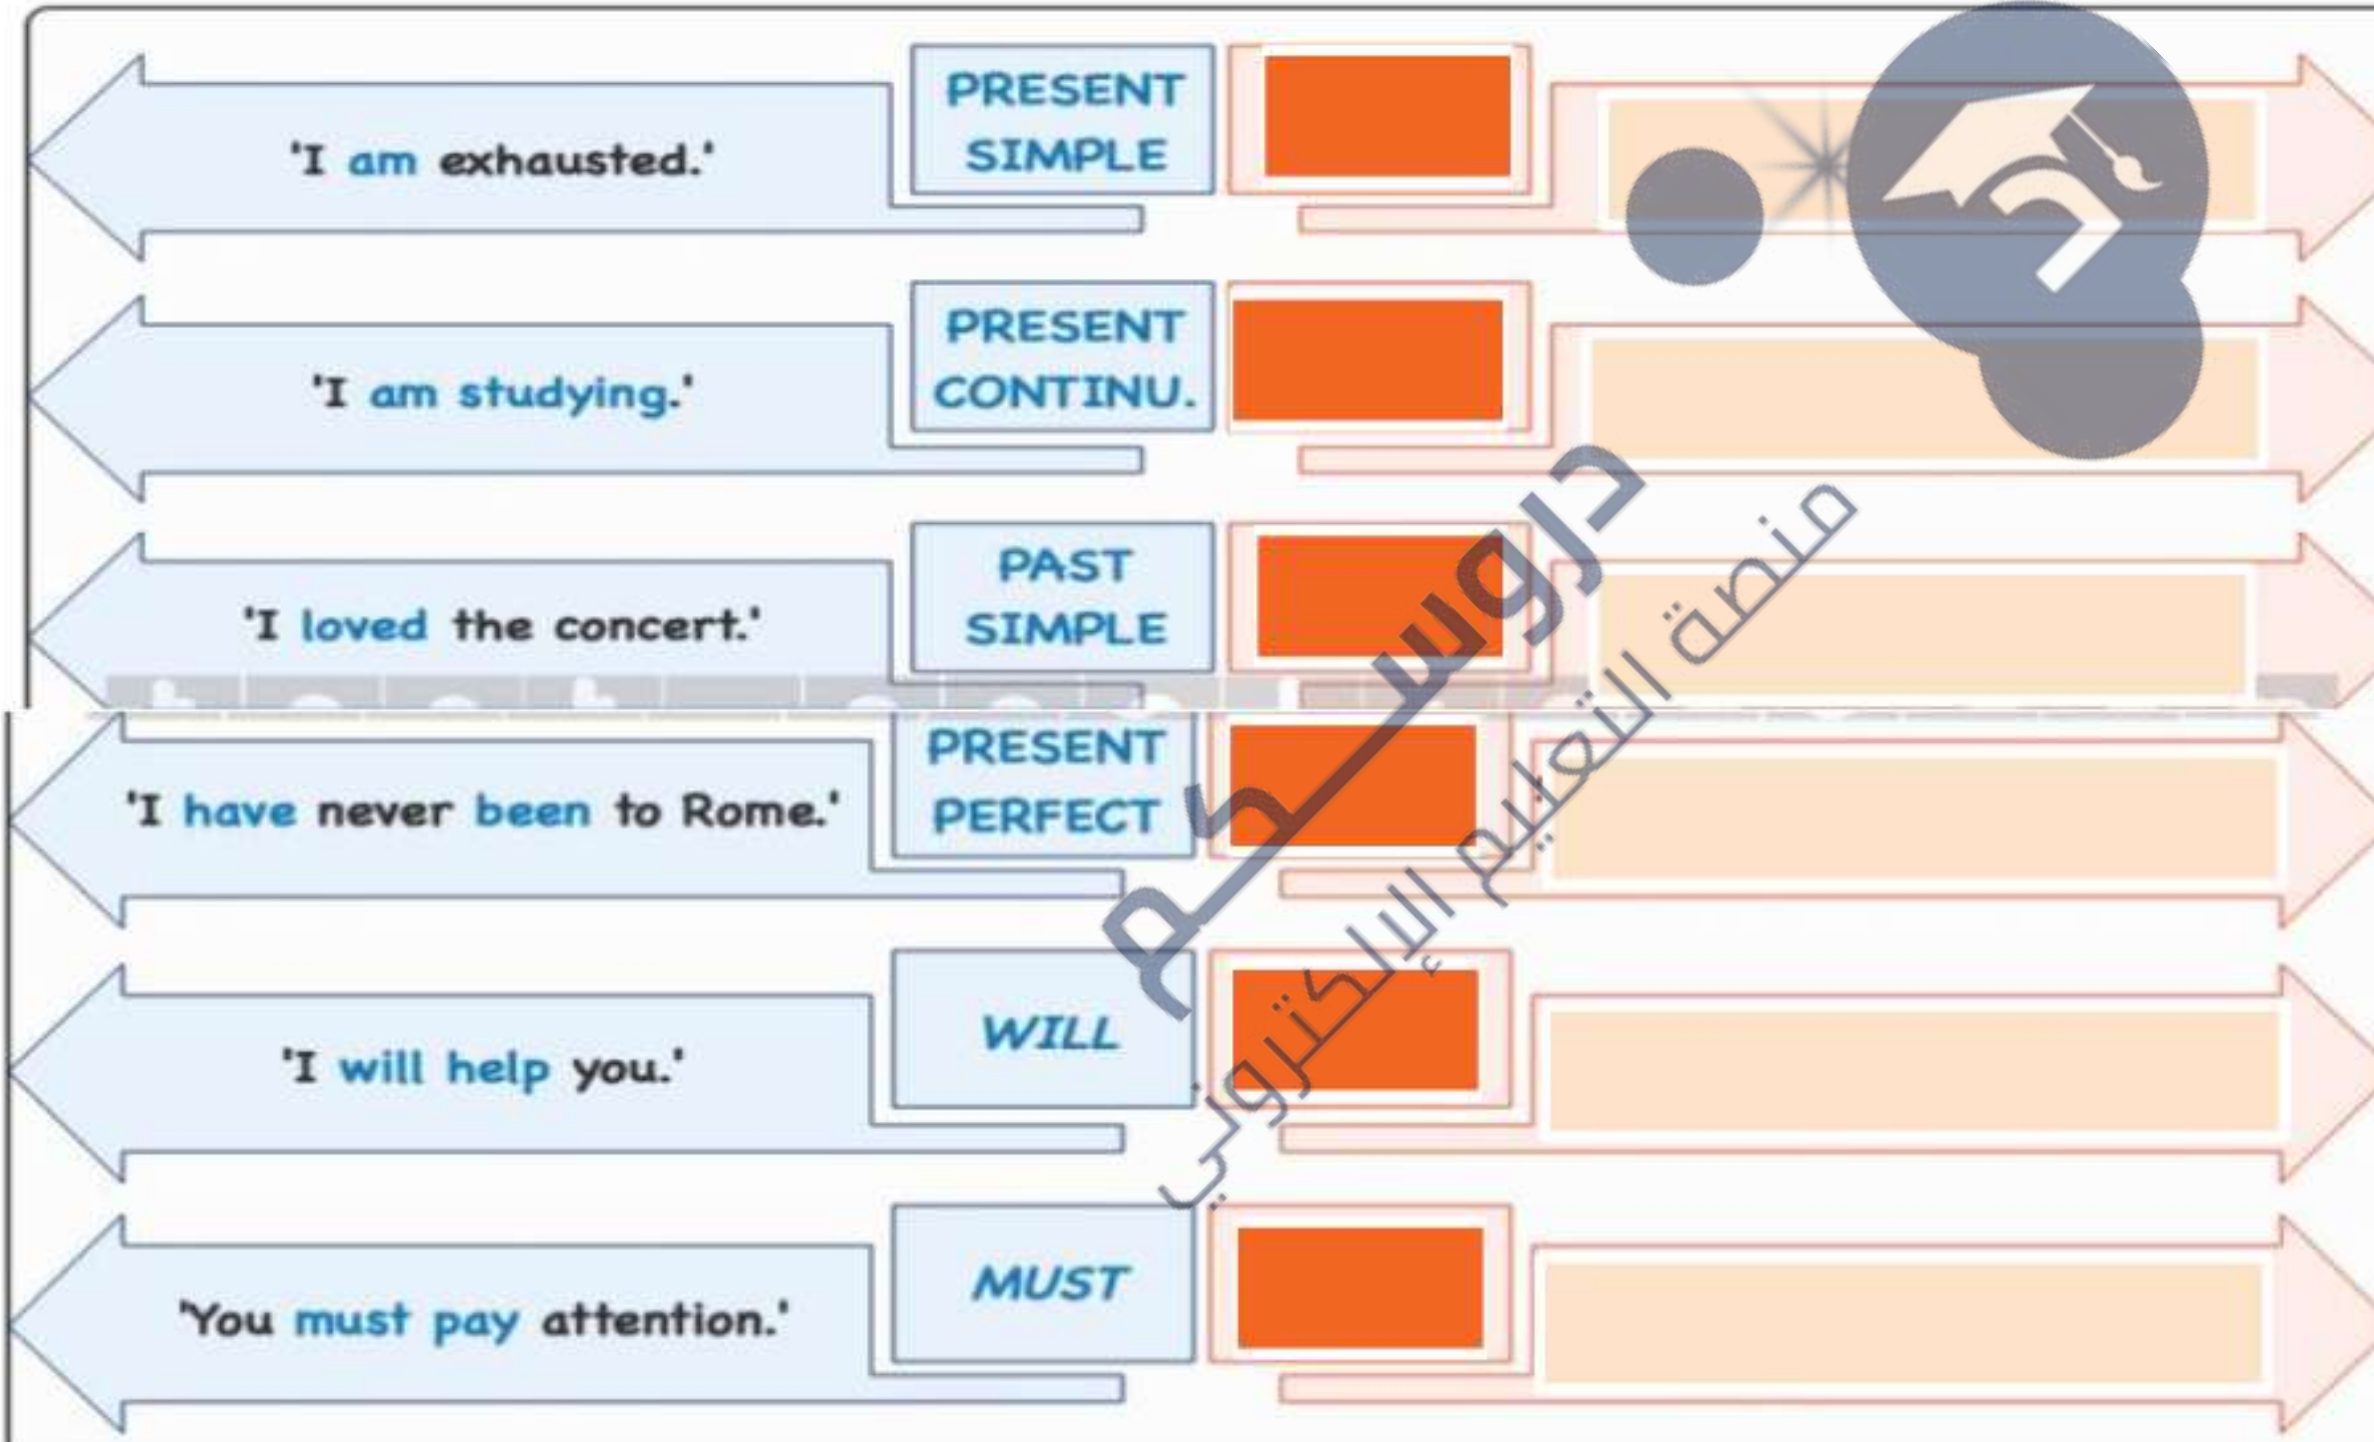 'I am exhausted.'
PRESENT
SIMPLE
'I am studying.'
PRESENT
CONTINU.
'I loved the concert.'
PAST
SIMPLE
'I have never been to Rome.'
PRESENT
PERFECT
'I will help you.'
WILL
'You must pay attention.'
MUST
دروسكم
منصة التعليم الإلكتروني